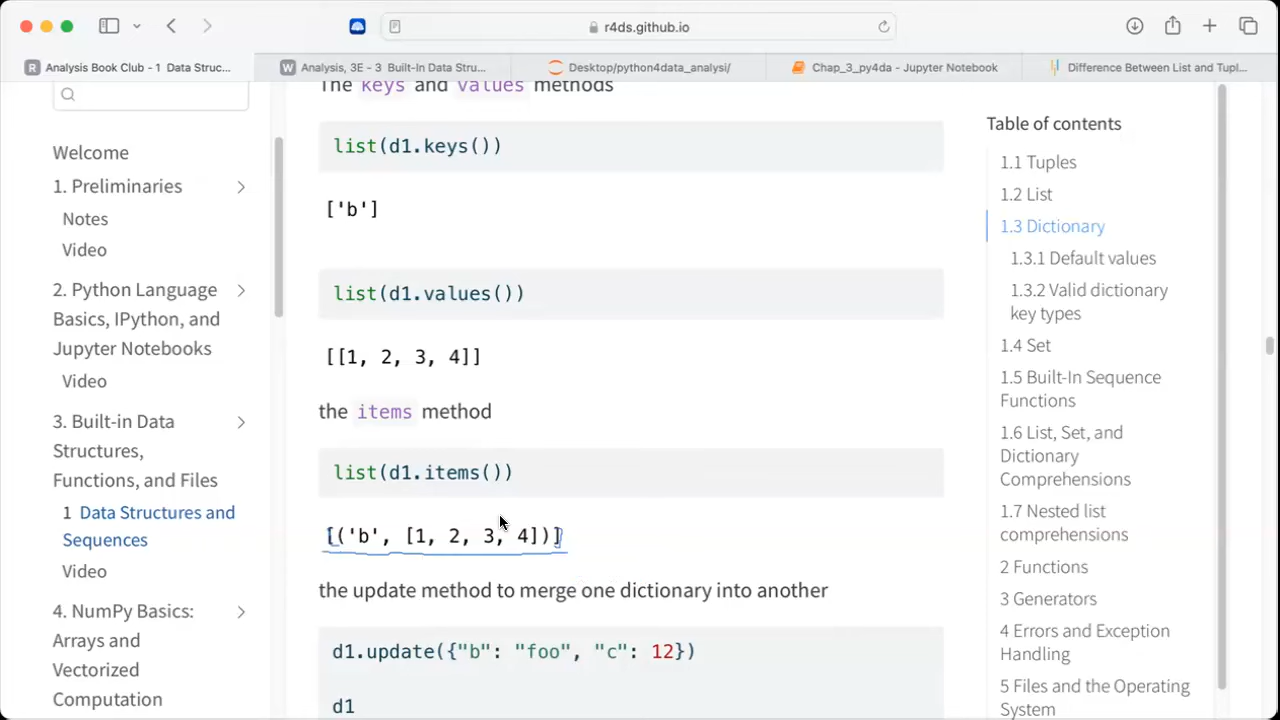 r4ds.github.io
R Analysis Book Club - 1 Data Struc...
W Analysis, 3E - 3 Built-In Data Stru...
Desktop/python4data_analysi/
Chap_3_py4da - Jupyter Notebook
Difference Between List and Tupl...
Welcome
1. Preliminaries
Notes
Video
2. Python Language
Basics, IPython, and
Jupyter Notebooks
Video
3. Built-in Data
Structures,
Functions, and Files
1 Data Structures and
Sequences
Video
4. NumPy Basics:
Arrays and
Vectorized
Computation
The keys and values methods
list(d1.keys())
['b']
list(d1.values())
[[1, 2, 3, 4]]
the items method
list(d1.items())
[('b', [1, 2, 3, 4])]
the update method to merge one dictionary into another
d1.update({"b": "foo", "c": 12})
d1
Table of contents
1.1 Tuples
1.2 List
1.3 Dictionary
1.3.1 Default values
1.3.2 Valid dictionary
key types
1.4 Set
1.5 Built-In Sequence
Functions
1.6 List, Set, and
Dictionary
Comprehensions
1.7 Nested list
comprehensions
2 Functions
3 Generators
4 Errors and Exception
Handling
5 Files and the Operating
System